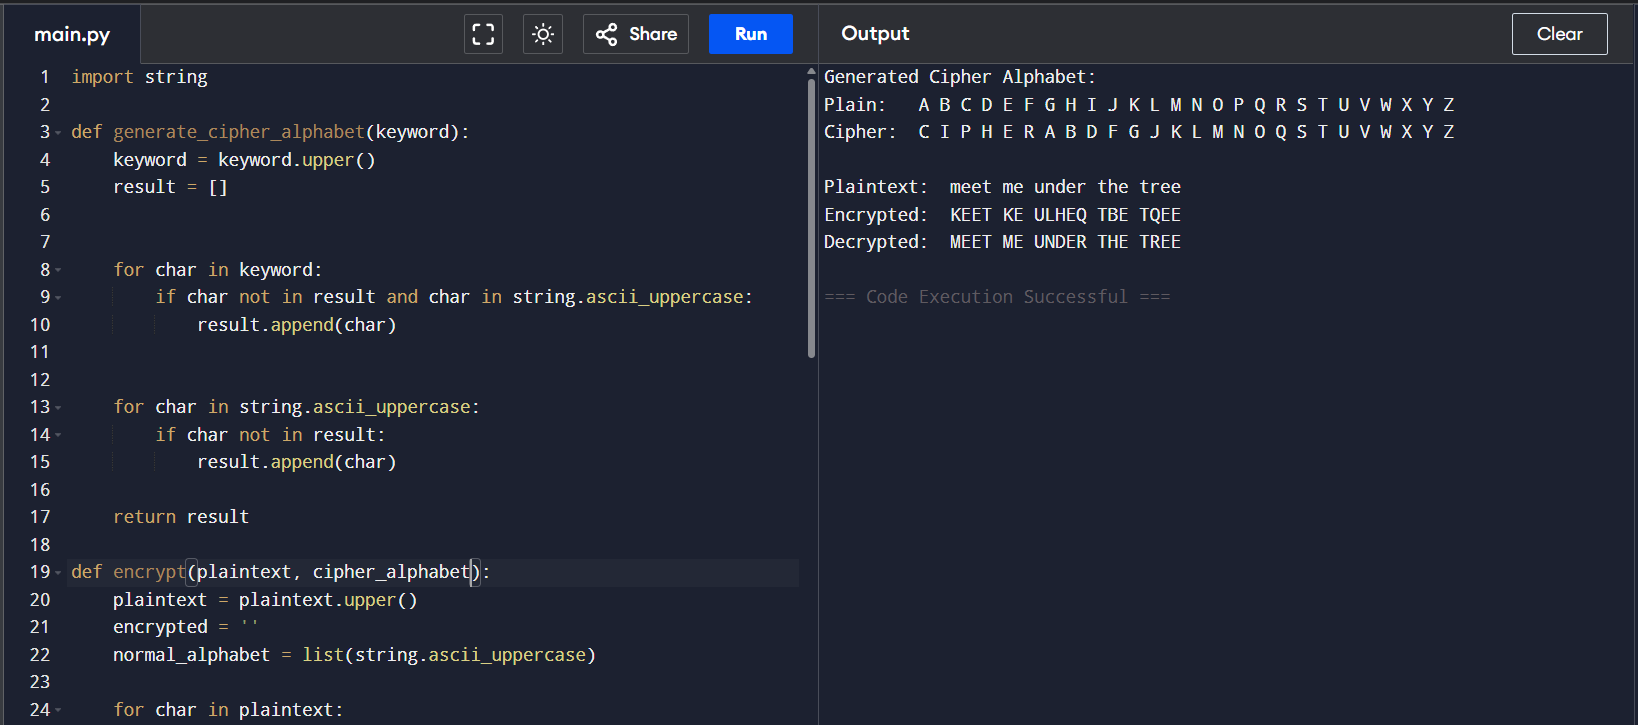 main.py
Share
Run
Output
Clear
1 import string
2
3 def generate_cipher_alphabet(keyword):
4     keyword = keyword.upper()
5     result = []
6
7
8     for char in keyword:
9         if char not in result and char in string.ascii_uppercase:
10             result.append(char)
11
12
13     for char in string.ascii_uppercase:
14         if char not in result:
15             result.append(char)
16
17     return result
18
19 def encrypt(plaintext, cipher_alphabet):
20     plaintext = plaintext.upper()
21     encrypted = ''
22     normal_alphabet = list(string.ascii_uppercase)
23
24     for char in plaintext:
Generated Cipher Alphabet:
Plain:   A B C D E F G H I J K L M N O P Q R S T U V W X Y Z
Cipher:  C I P H E R A B D F G J K L M N O Q S T U V W X Y Z
Plaintext:  meet me under the tree
Encrypted:  KEET KE ULHEQ TBE TQEE
Decrypted:  MEET ME UNDER THE TREE
=== Code Execution Successful ===